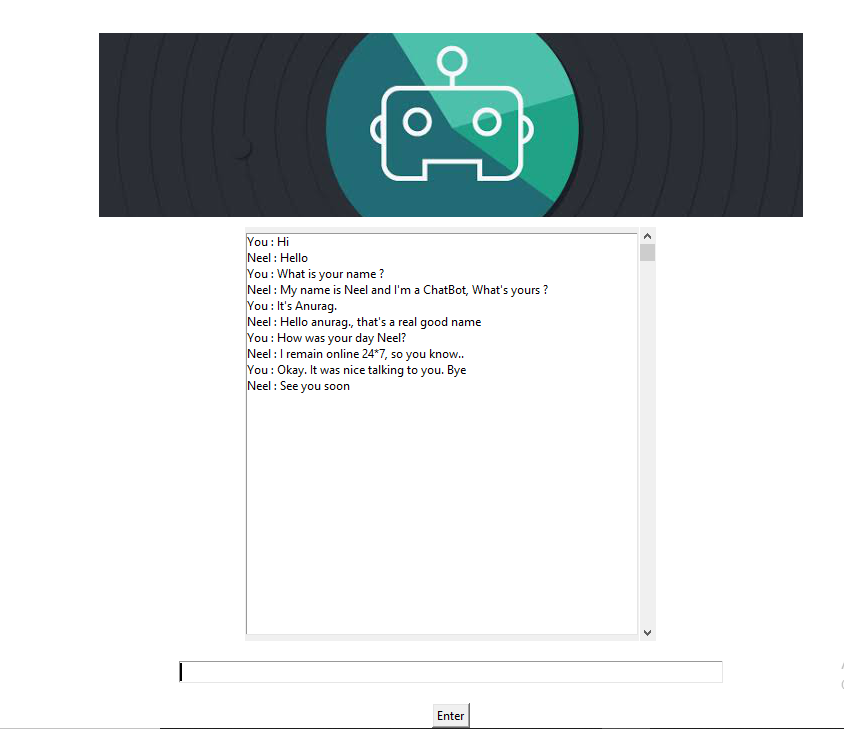 You : Hi
Neel : Hello
You : What is your name ?
Neel : My name is Neel and I'm a ChatBot, What's yours ?
You : It's Anurag.
Neel : Hello anurag., that's a real good name
You : How was your day Neel?
Neel : I remain online 24*7, so you know..
You : Okay. It was nice talking to you. Bye
Neel : See you soon
Enter